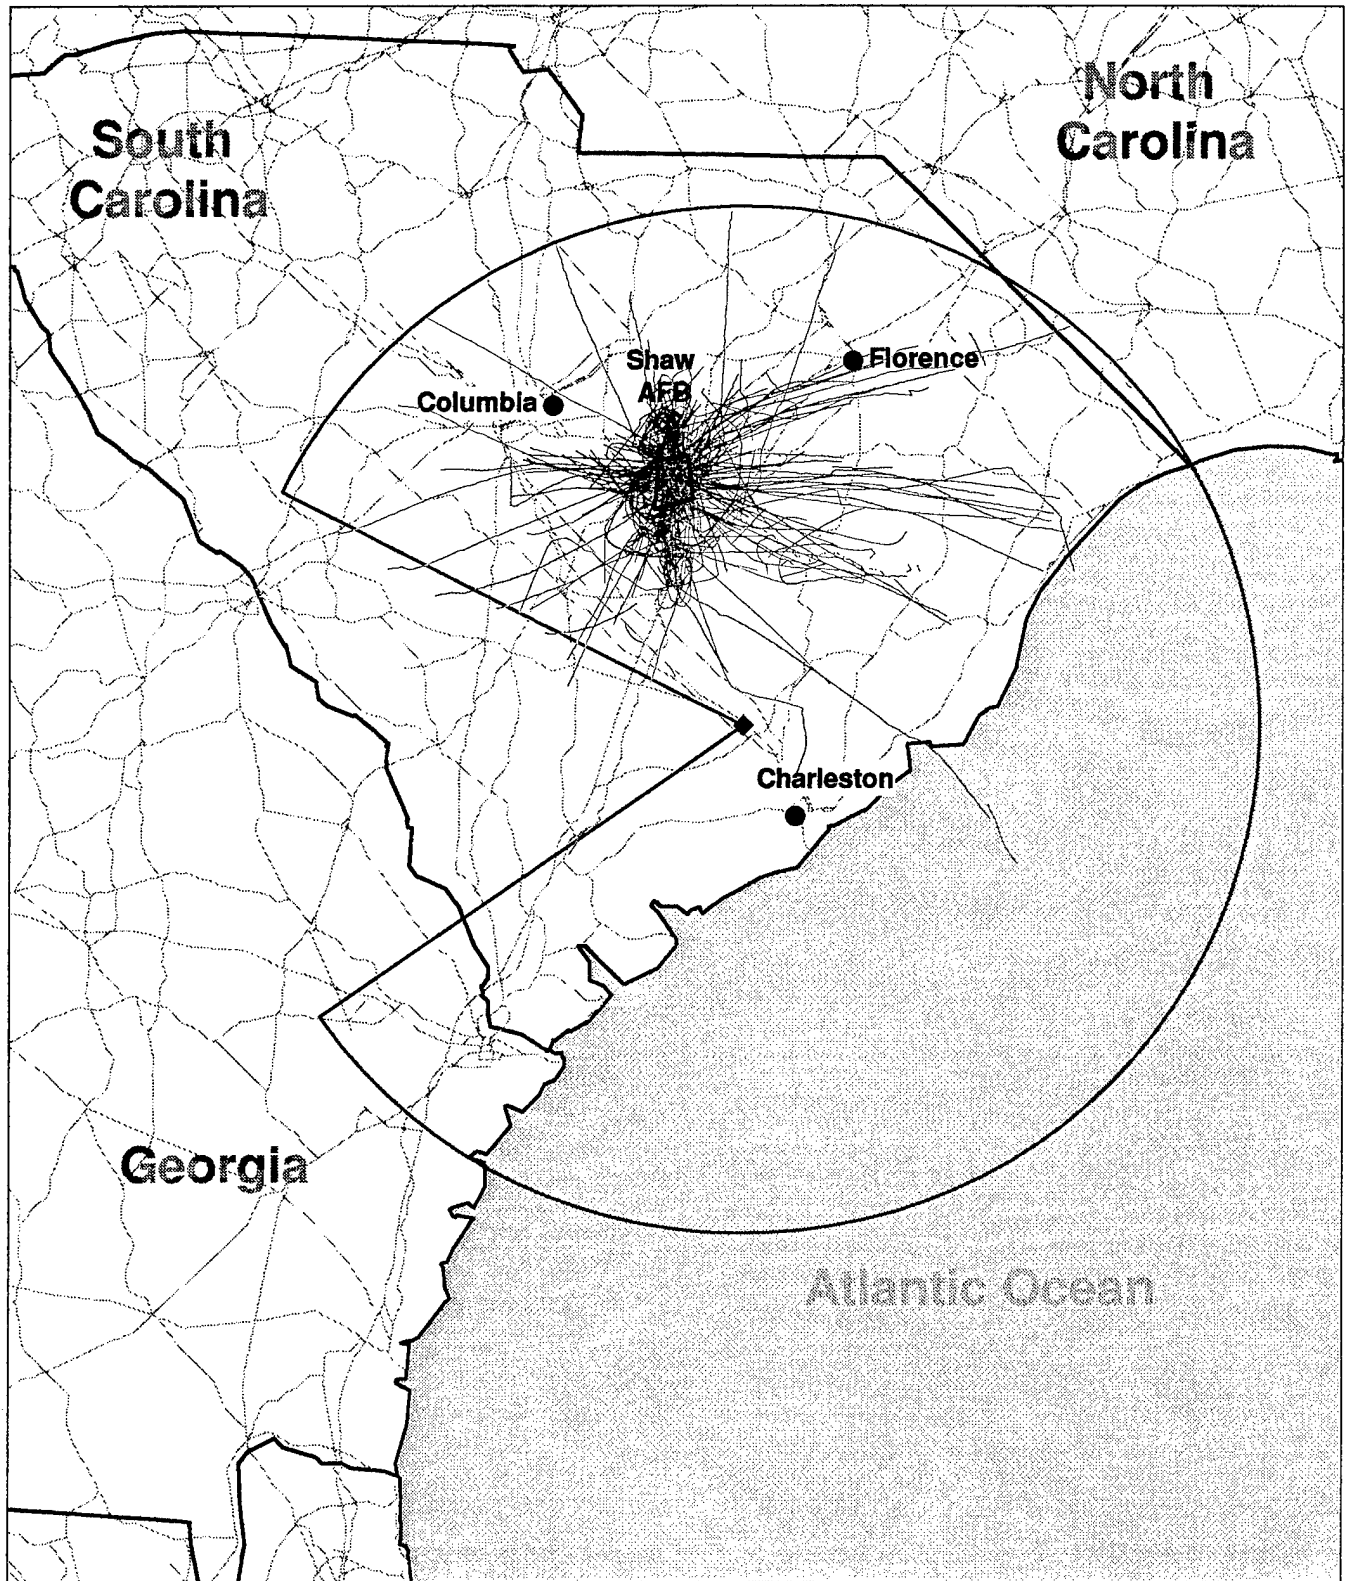 North
Carolina
South
Carolina
Shaw
AFB
Florence
Columbia
Charleston
Georgia
Atlantic Ocean